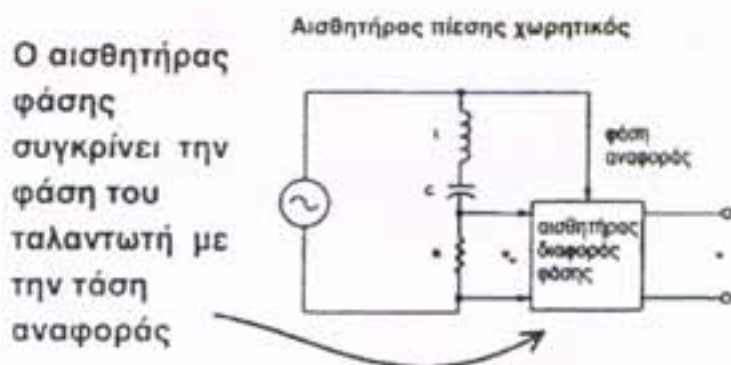 Αισθητήρας πίεσης χωρητικός
Ο αισθητήρας
φάσης
συγκρίνει την
φάση του
ταλαντωτή με
την τάση
αναφοράς
φάση
αναφοράς
C
αισθητήρας
διαφοράς
φάσης